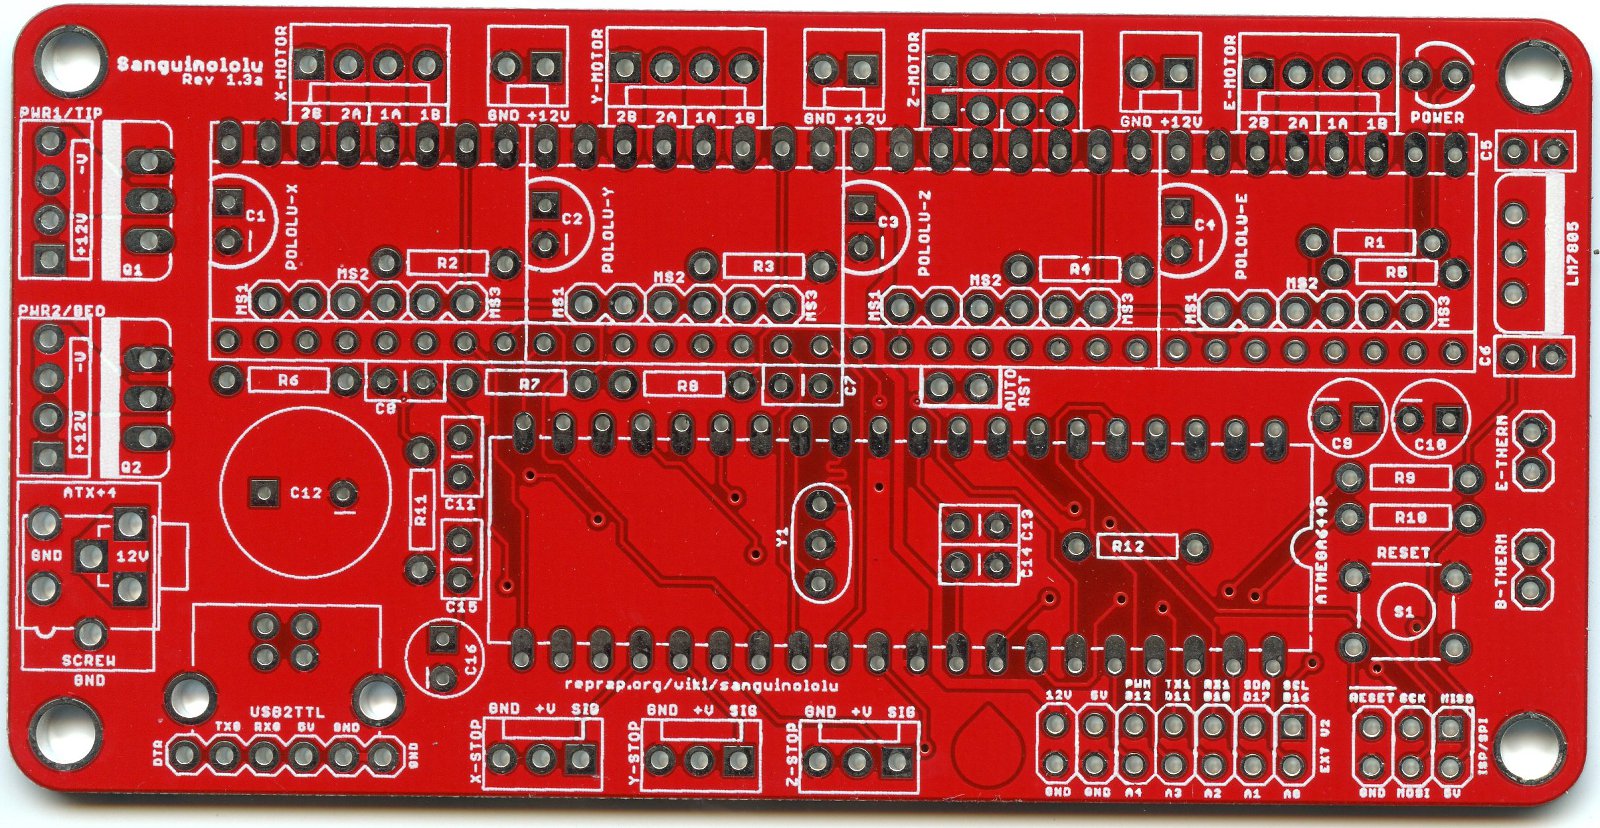 Sanguinololu
Rev 1.3a
X-MOTOR
2B 2A 1A 1B
GND +12V
Y-MOTOR
2B 2A 1A 1B
GND +12V
Z-MOTOR
GND +12V
E-MOTOR
2B 2A 1A 1B
POWER
PWR1/TIP
-V
+12V
Q1
C1
POLOLU-X
R2
MS1
MS2
MS3
C2
POLOLU-Y
R3
MS1
MS2
MS3
C3
POLOLU-Z
R4
MS1
MS2
MS3
C4
POLOLU-E
R1
R5
MS1
MS2
MS3
C5
LM7805
C6
PWR2/BED
-V
+12V
Q2
R6
C8
R7
R8
C7
AUTO
RST
C9
C10
E-THERM
ATX+4
GND
12V
SCREW
GND
C12
R11
C11
C15
C16
Y1
C13
C14
R12
ATMEGA644P
R9
R10
RESET
S1
B-THERM
reprap.org/wiki/sanguinololu
USB2TTL
DTR
TX0 RX0 5V GND
GND
X-STOP
GND +V SIG
Y-STOP
GND +V SIG
Z-STOP
GND +V SIG
12V 5V PWM TX1 RX1 SDA SCL
D12 D11 D10 D17 D16
EXT V2
GND GND A4 A3 A2 A1 A0
RESET SCK MISO
ISP/SPI
GND MOSI 5V